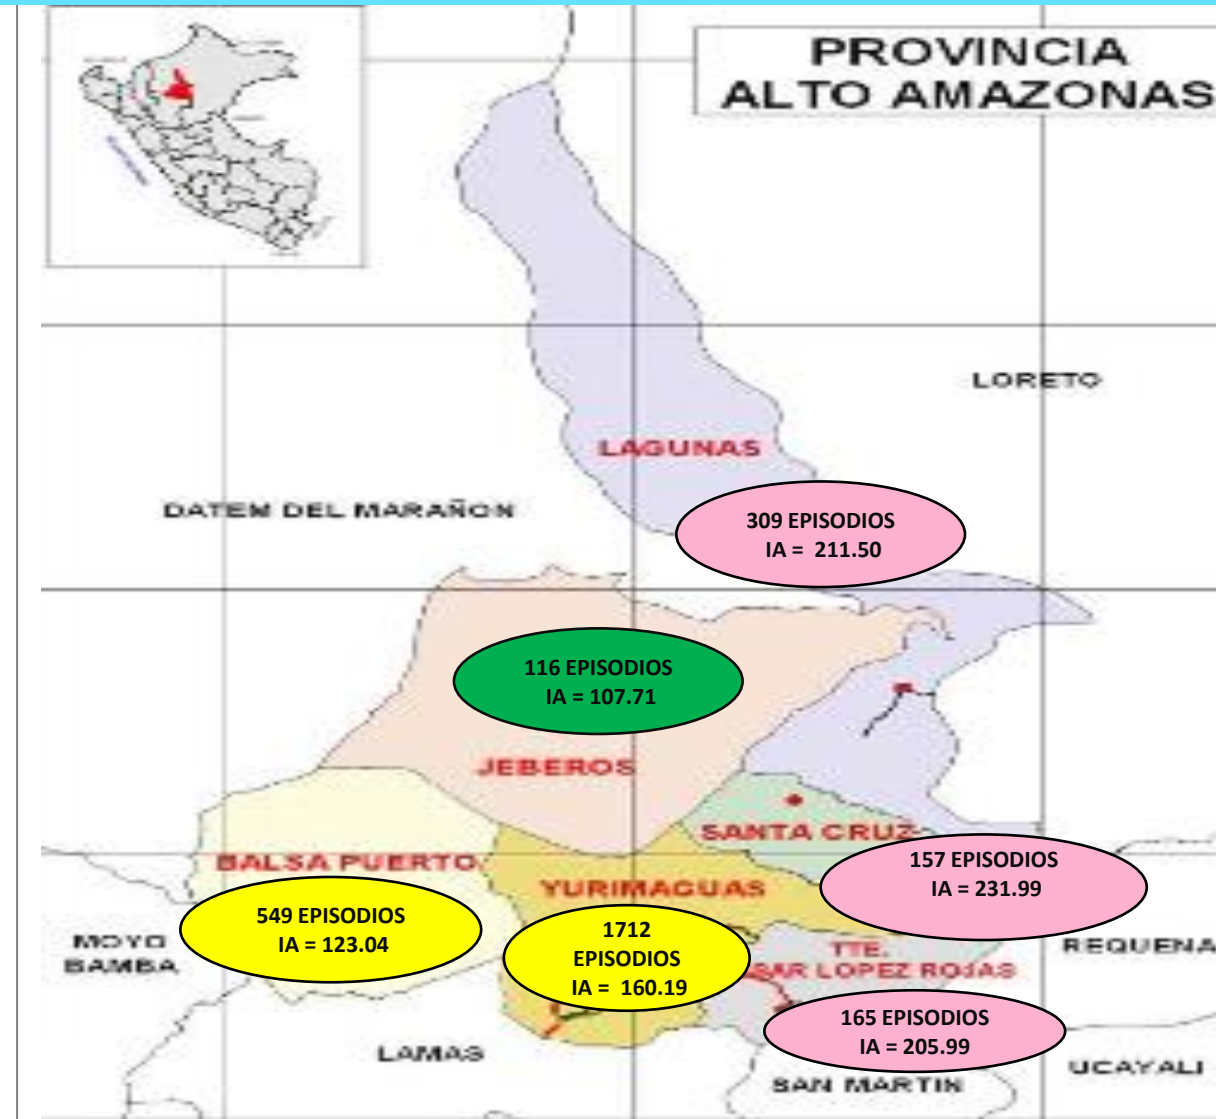 PROVINCIA
ALTO AMAZONAS
LORETO
LAGUNAS
DATEM DEL MARAÑON
309 EPISODIOS
IA = 211.50
116 EPISODIOS
IA = 107.71
JEBEROS
SANTA CRUZ
BALSA PUERTO
157 EPISODIOS
IA = 231.99
YURIMAGUAS
549 EPISODIOS
IA = 123.04
1712
EPISODIOS
IA = 160.19
MOYO
BAMBA
TTE.
SAR LOPEZ ROJAS
REQUENA
165 EPISODIOS
IA = 205.99
LAMAS
SAN MARTIN
UCAYALI